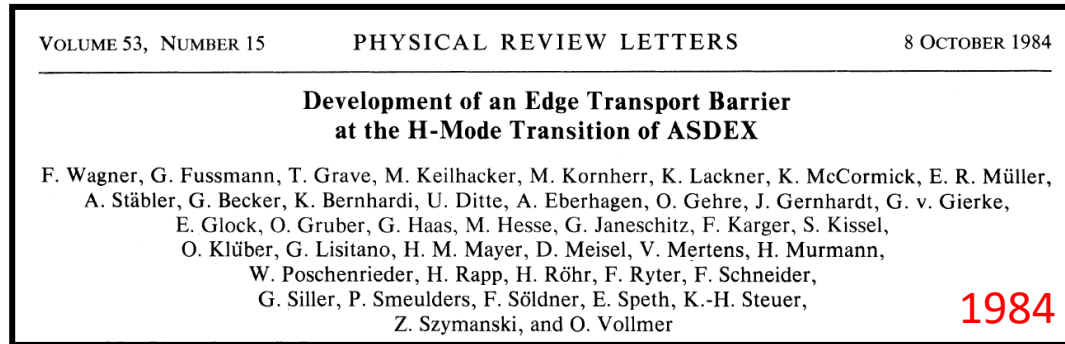 VOLUME 53, NUMBER 15 PHYSICAL REVIEW LETTERS 8 OCTOBER 1984
Development of an Edge Transport Barrier
at the H-Mode Transition of ASDEX
F. Wagner, G. Fussmann, T. Grave, M. Keilhacker, M. Kornherr, K. Lackner, K. McCormick, E. R. Müller,
A. Stäbler, G. Becker, K. Bernhardi, U. Ditte, A. Eberhagen, O. Gehre, J. Gernhardt, G. v. Gierke,
E. Glock, O. Gruber, G. Haas, M. Hesse, G. Janeschitz, F. Karger, S. Kissel,
O. Klüber, G. Lisitano, H. M. Mayer, D. Meisel, V. Mertens, H. Murmann,
W. Poschenrieder, H. Rapp, H. Röhr, F. Ryter, F. Schneider,
G. Siller, P. Smeulders, F. Söldner, E. Speth, K.-H. Steuer,
Z. Szymanski, and O. Vollmer
1984